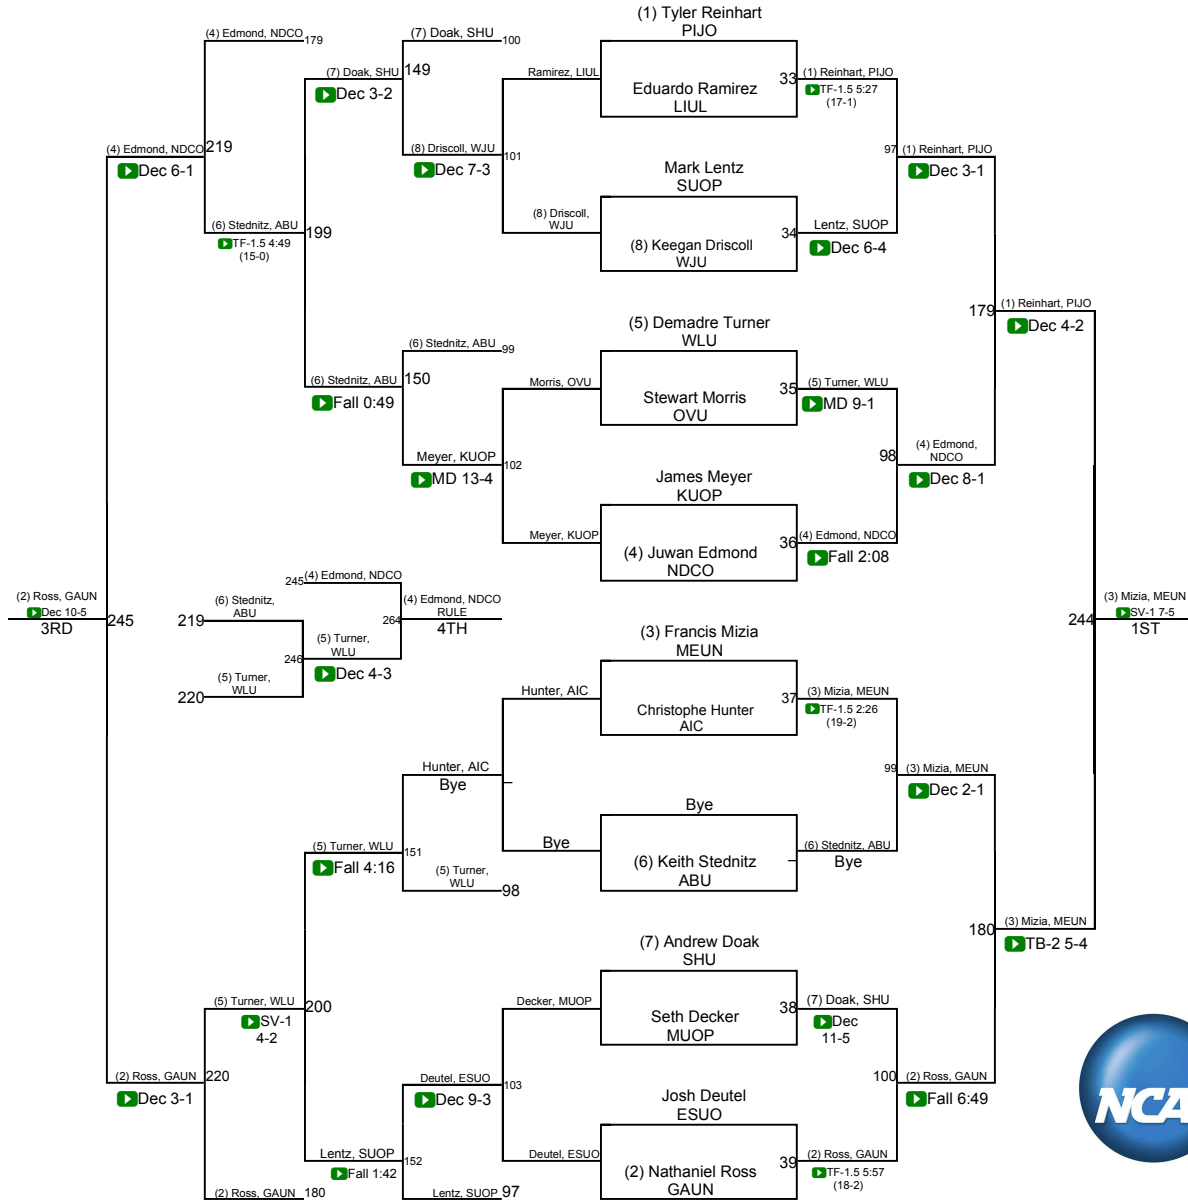 (1) Tyler Reinhart
PIJO
(4) Edmond, NDCO
179
(7) Doak, SHU
100
(7) Doak, SHU
149
Dec 3-2
Ramirez, LIUL
Eduardo Ramirez
LIUL
33
(1) Reinhart, PIJO
TF-1.5 5:27
(17-1)
(4) Edmond, NDCO
219
Dec 6-1
(8) Driscoll, WJU
101
Dec 7-3
Mark Lentz
SUOP
97
(1) Reinhart, PIJO
Dec 3-1
(6) Stednitz, ABU
199
TF-1.5 4:49
(15-0)
(8) Driscoll,
WJU
(8) Keegan Driscoll
WJU
34
Lentz, SUOP
Dec 6-4
179
(1) Reinhart, PIJO
Dec 4-2
(5) Demadre Turner
WLU
(6) Stednitz, ABU
99
(6) Stednitz, ABU
150
Fall 0:49
Morris, OVU
Stewart Morris
OVU
35
(5) Turner, WLU
MD 9-1
Meyer, KUOP
102
MD 13-4
James Meyer
KUOP
98
(4) Edmond,
NDCO
Dec 8-1
Meyer, KUOP
(4) Juwan Edmond
NDCO
36
(4) Edmond, NDCO
Fall 2:08
(2) Ross, GAUN
Dec 10-5
3RD
245
245
(4) Edmond, NDCO
(4) Edmond, NDCO
RULE
264
4TH
219
(6) Stednitz,
ABU
246
(5) Turner,
WLU
Dec 4-3
220
(5) Turner,
WLU
244
(3) Mizia, MEUN
SV-1 7-5
1ST
(3) Francis Mizia
MEUN
Hunter, AIC
Christophe Hunter
AIC
37
(3) Mizia, MEUN
TF-1.5 2:26
(19-2)
Hunter, AIC
Bye
Bye
99
(3) Mizia, MEUN
Dec 2-1
(5) Turner, WLU
151
Fall 4:16
Bye
(6) Keith Stednitz
ABU
(6) Stednitz, ABU
Bye
(5) Turner,
WLU
98
180
(3) Mizia, MEUN
TB-2 5-4
(7) Andrew Doak
SHU
(5) Turner, WLU
200
SV-1
4-2
Decker, MUOP
Seth Decker
MUOP
38
(7) Doak, SHU
Dec
11-5
(2) Ross, GAUN
220
Dec 3-1
Deutel, ESUO
103
Dec 9-3
Josh Deutel
ESUO
100
(2) Ross, GAUN
Fall 6:49
Lentz, SUOP
152
Fall 1:42
Deutel, ESUO
(2) Nathaniel Ross
GAUN
39
(2) Ross, GAUN
TF-1.5 5:57
(18-2)
(2) Ross, GAUN
180
Lentz, SUOP
97
NCA